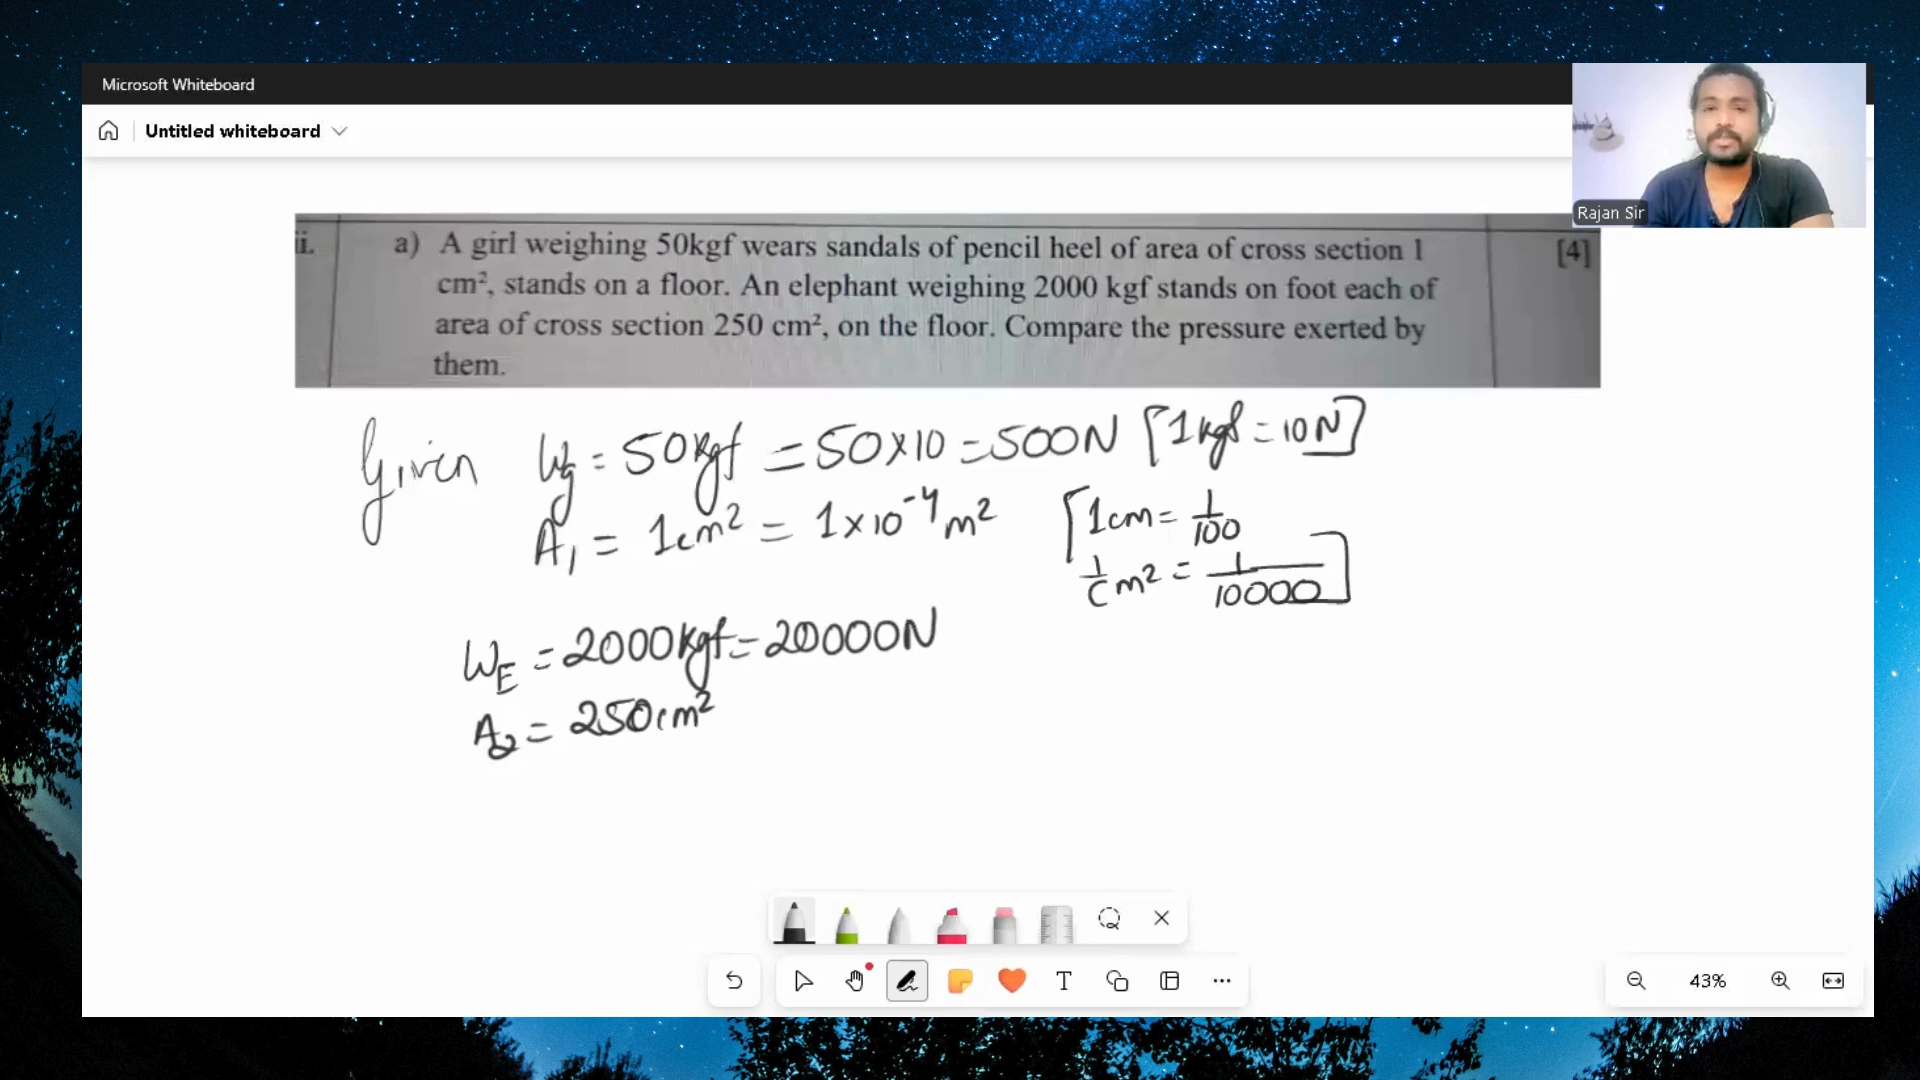 Microsoft Whiteboard
Untitled whiteboard
Rajan Sir
ii. a) A girl weighing 50kgf wears sandals of pencil heel of area of cross section 1 [4]
cm², stands on a floor. An elephant weighing 2000 kgf stands on foot each of
area of cross section 250 cm², on the floor. Compare the pressure exerted by
them.
Given Wg = 50kgf = 50×10 = 500N [1kgf = 10N]
A₁ = 1cm² = 1×10⁻⁴ m² [1cm = 1/100
1cm² = 1/10000]
W_E = 2000kgf = 20000N
A₂ = 250cm²
T
43%